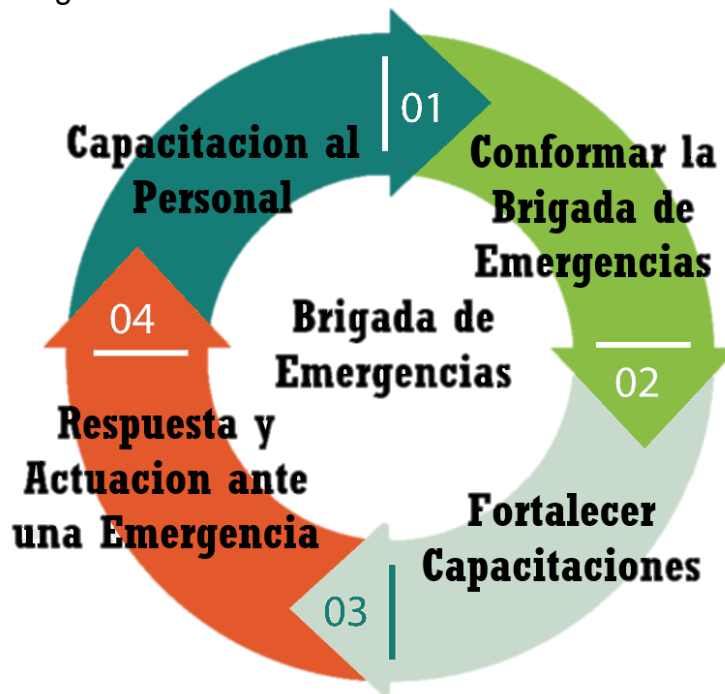 01
Capacitacion al
Personal
Conformar la
Brigada de
Emergencias
02
Brigada de
Emergencias
Fortalecer
Capacitaciones
03
Respuesta y
Actuacion ante
una Emergencia
04